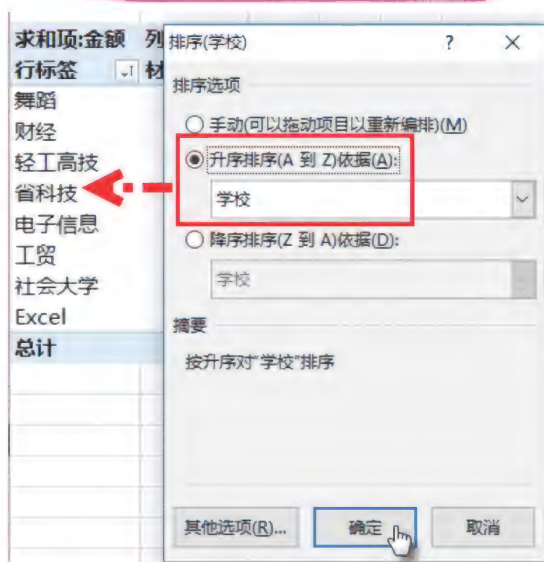 求和项:金额 列
行标签 材
舞蹈
财经
轻工高技
省科技
电子信息
工贸
社会大学
Excel
总计
排序(学校) ? ×
排序选项
手动(可以拖动项目以重新编排)(M)
升序排序(A 到 Z)依据(A):
学校
降序排序(Z 到 A)依据(D):
学校
摘要
按升序对"学校"排序
其他选项(R)... 确定 取消